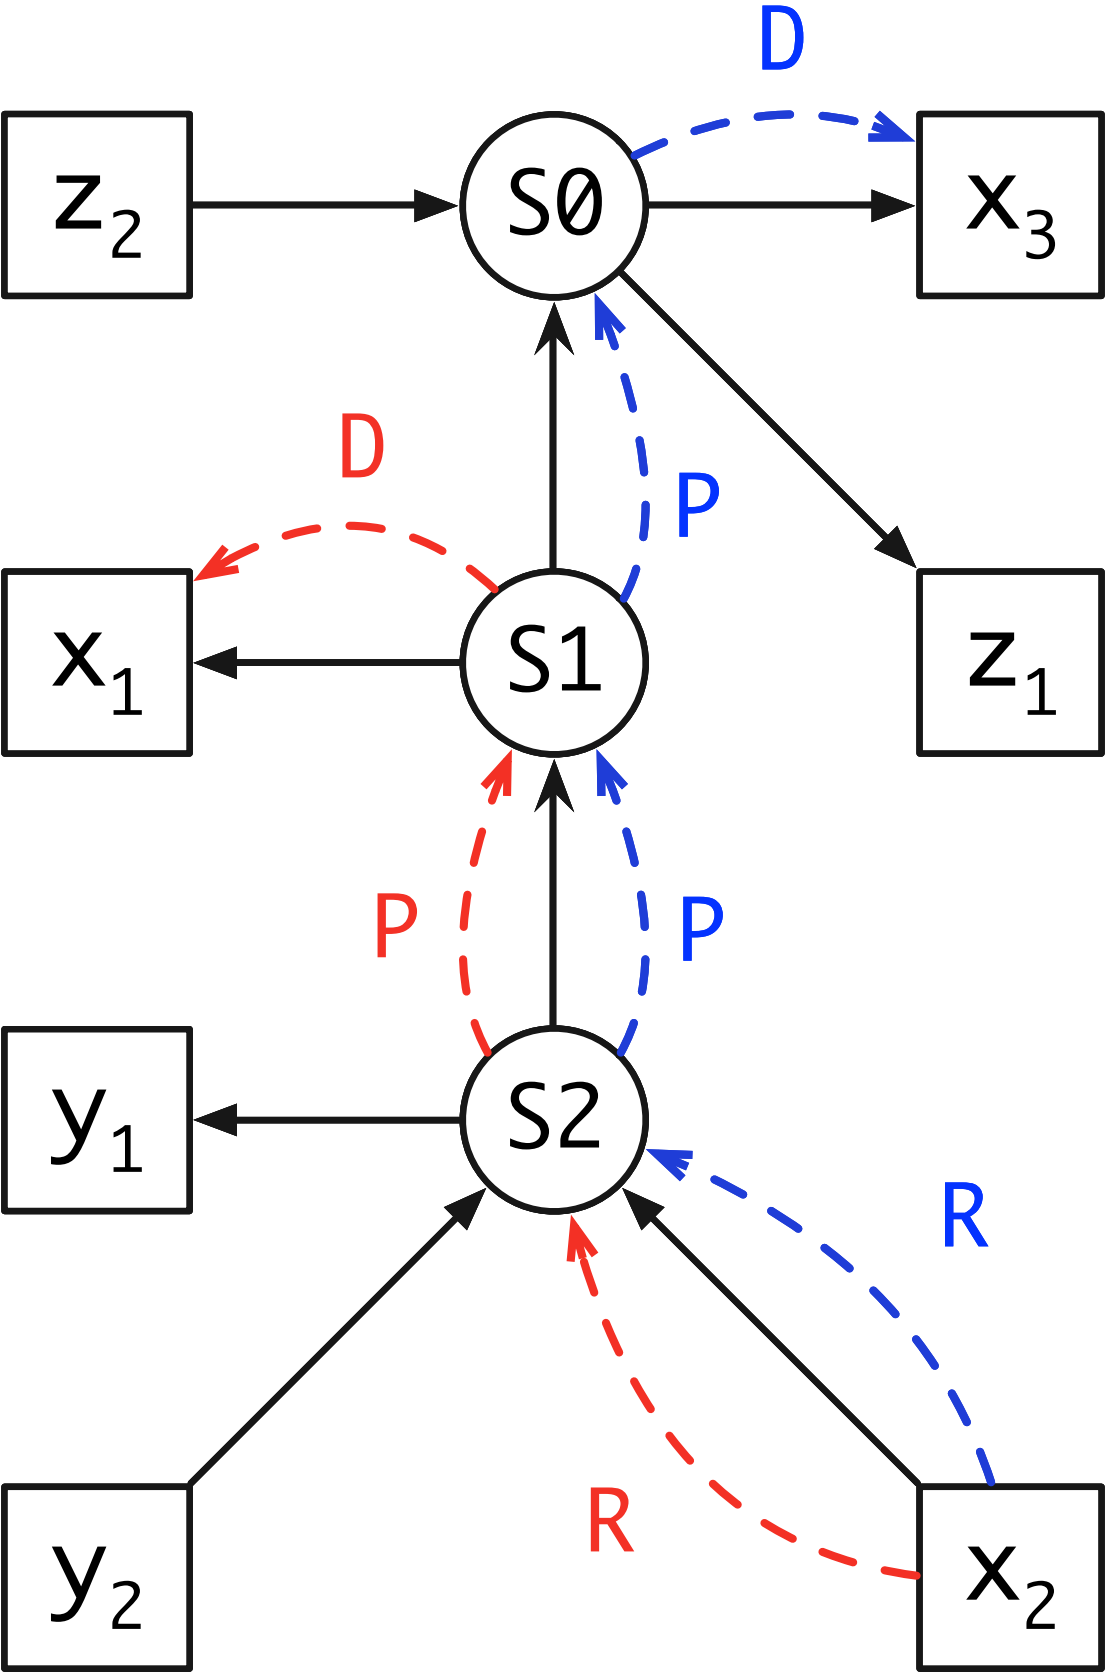 D
z₂ S0 x₃
D
P
x₁ S1 z₁
P P
y₁ S2
R
R
y₂ x₂